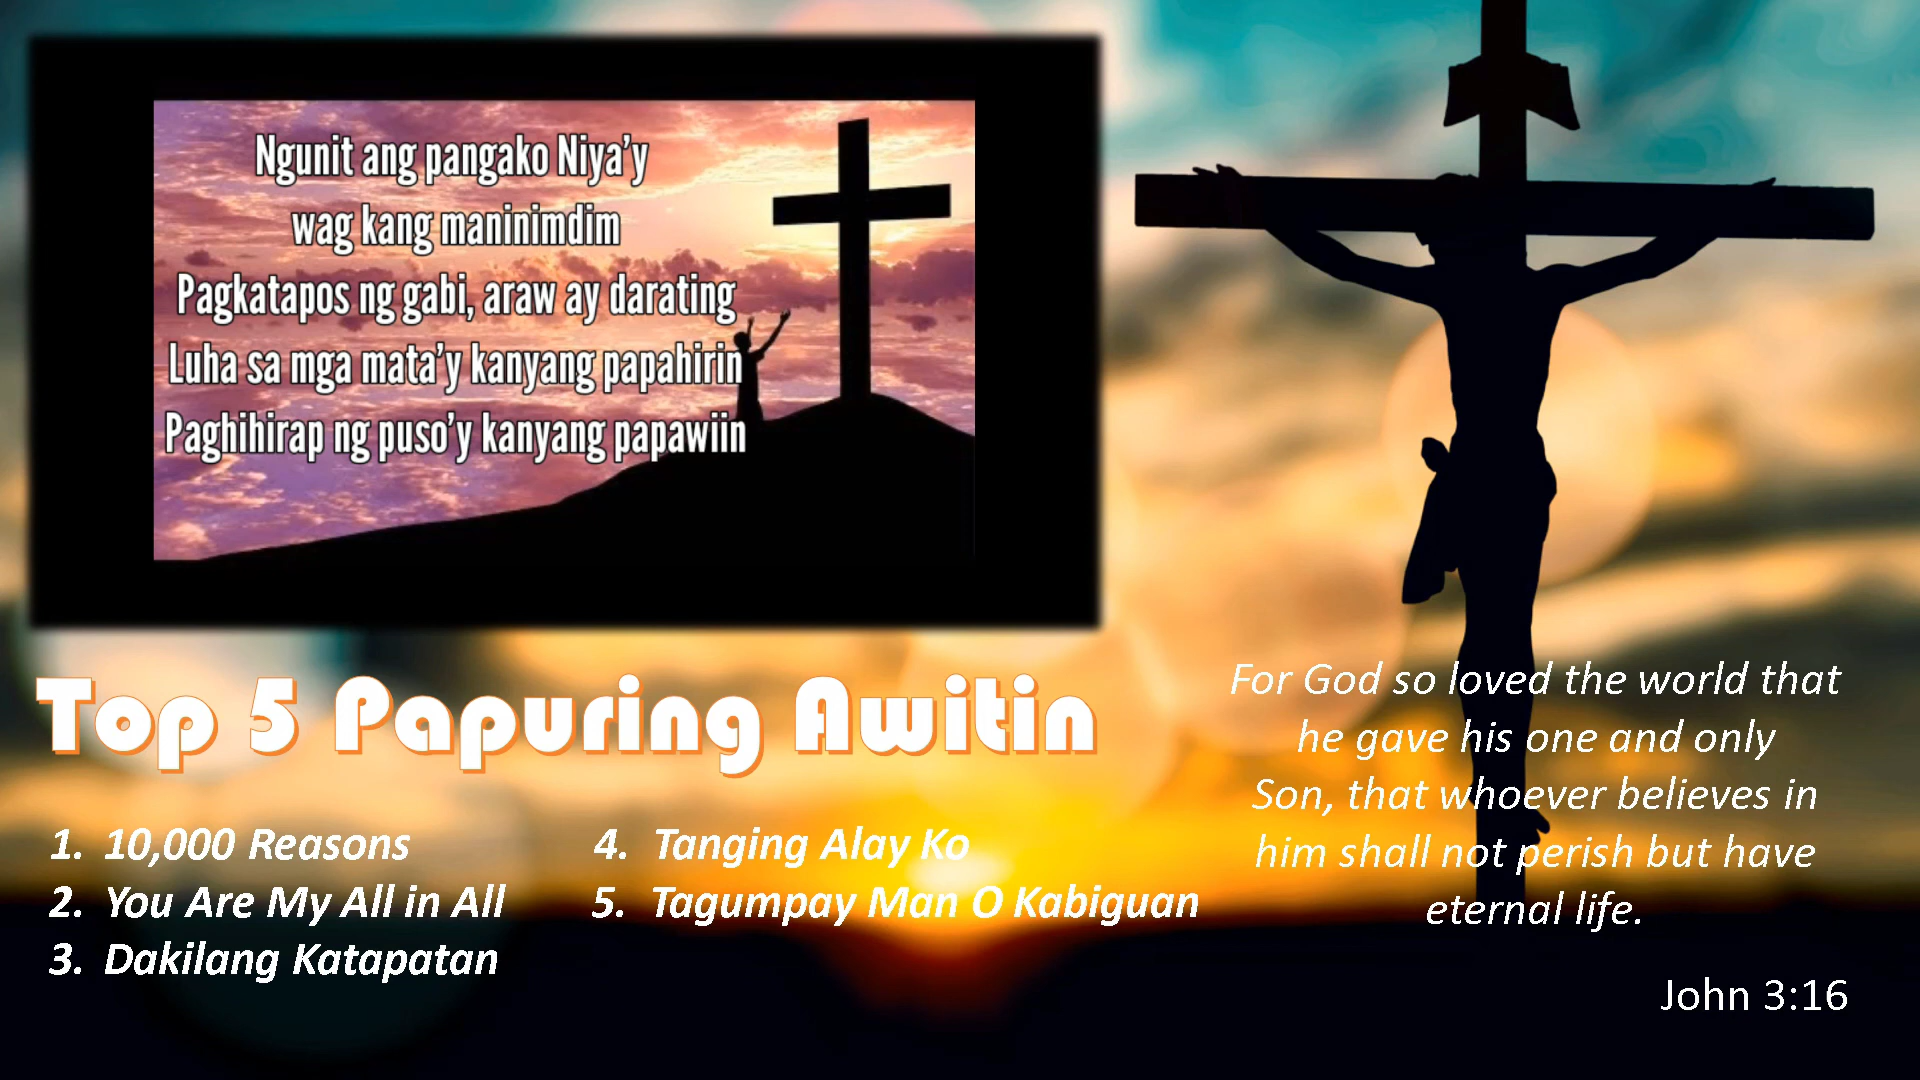 Ngunit ang pangako Niya'y
wag kang maninimdim
Pagkatapos ng gabi, araw ay darating
Luha sa mga mata'y kanyang papahirin
Paghihirap ng puso'y kanyang papawiin
Top 5 Papuring Awitin
1. 10,000 Reasons
2. You Are My All in All
3. Dakilang Katapatan
4. Tanging Alay Ko
5. Tagumpay Man O Kabiguan
For God so loved the world that
he gave his one and only
Son, that whoever believes in
him shall not perish but have
eternal life.
John 3:16